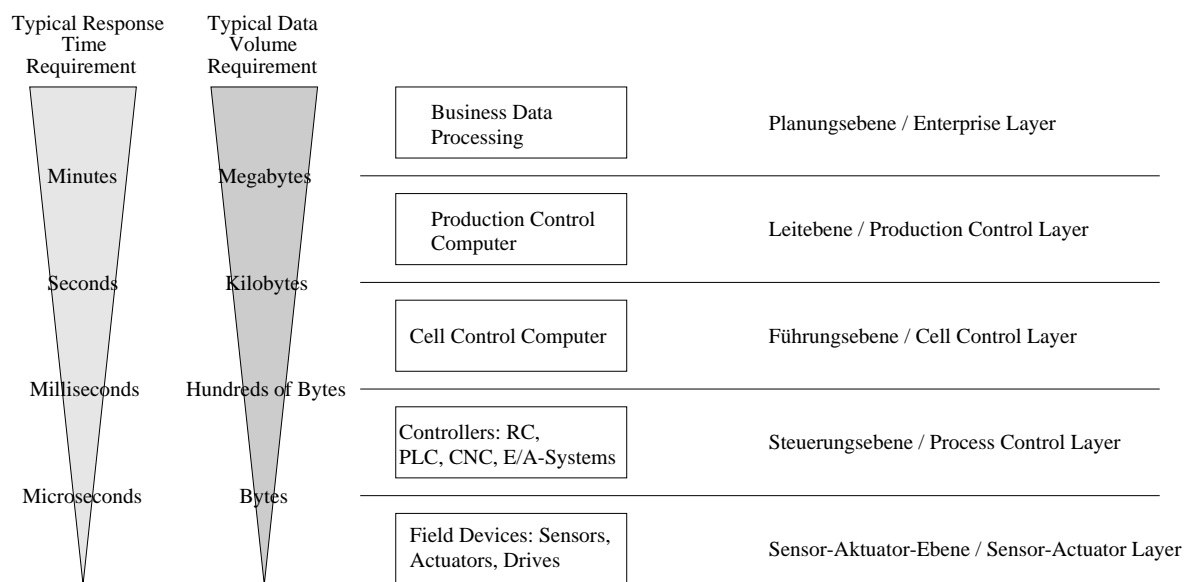 Typical Response
Time
Requirement
Typical Data
Volume
Requirement
Business Data
Processing
Planungsebene / Enterprise Layer
Minutes
Megabytes
Production Control
Computer
Leitebene / Production Control Layer
Seconds
Kilobytes
Cell Control Computer
Führungsebene / Cell Control Layer
Milliseconds
Hundreds of Bytes
Controllers: RC,
PLC, CNC, E/A-Systems
Steuerungsebene / Process Control Layer
Microseconds
Bytes
Field Devices: Sensors,
Actuators, Drives
Sensor-Aktuator-Ebene / Sensor-Actuator Layer